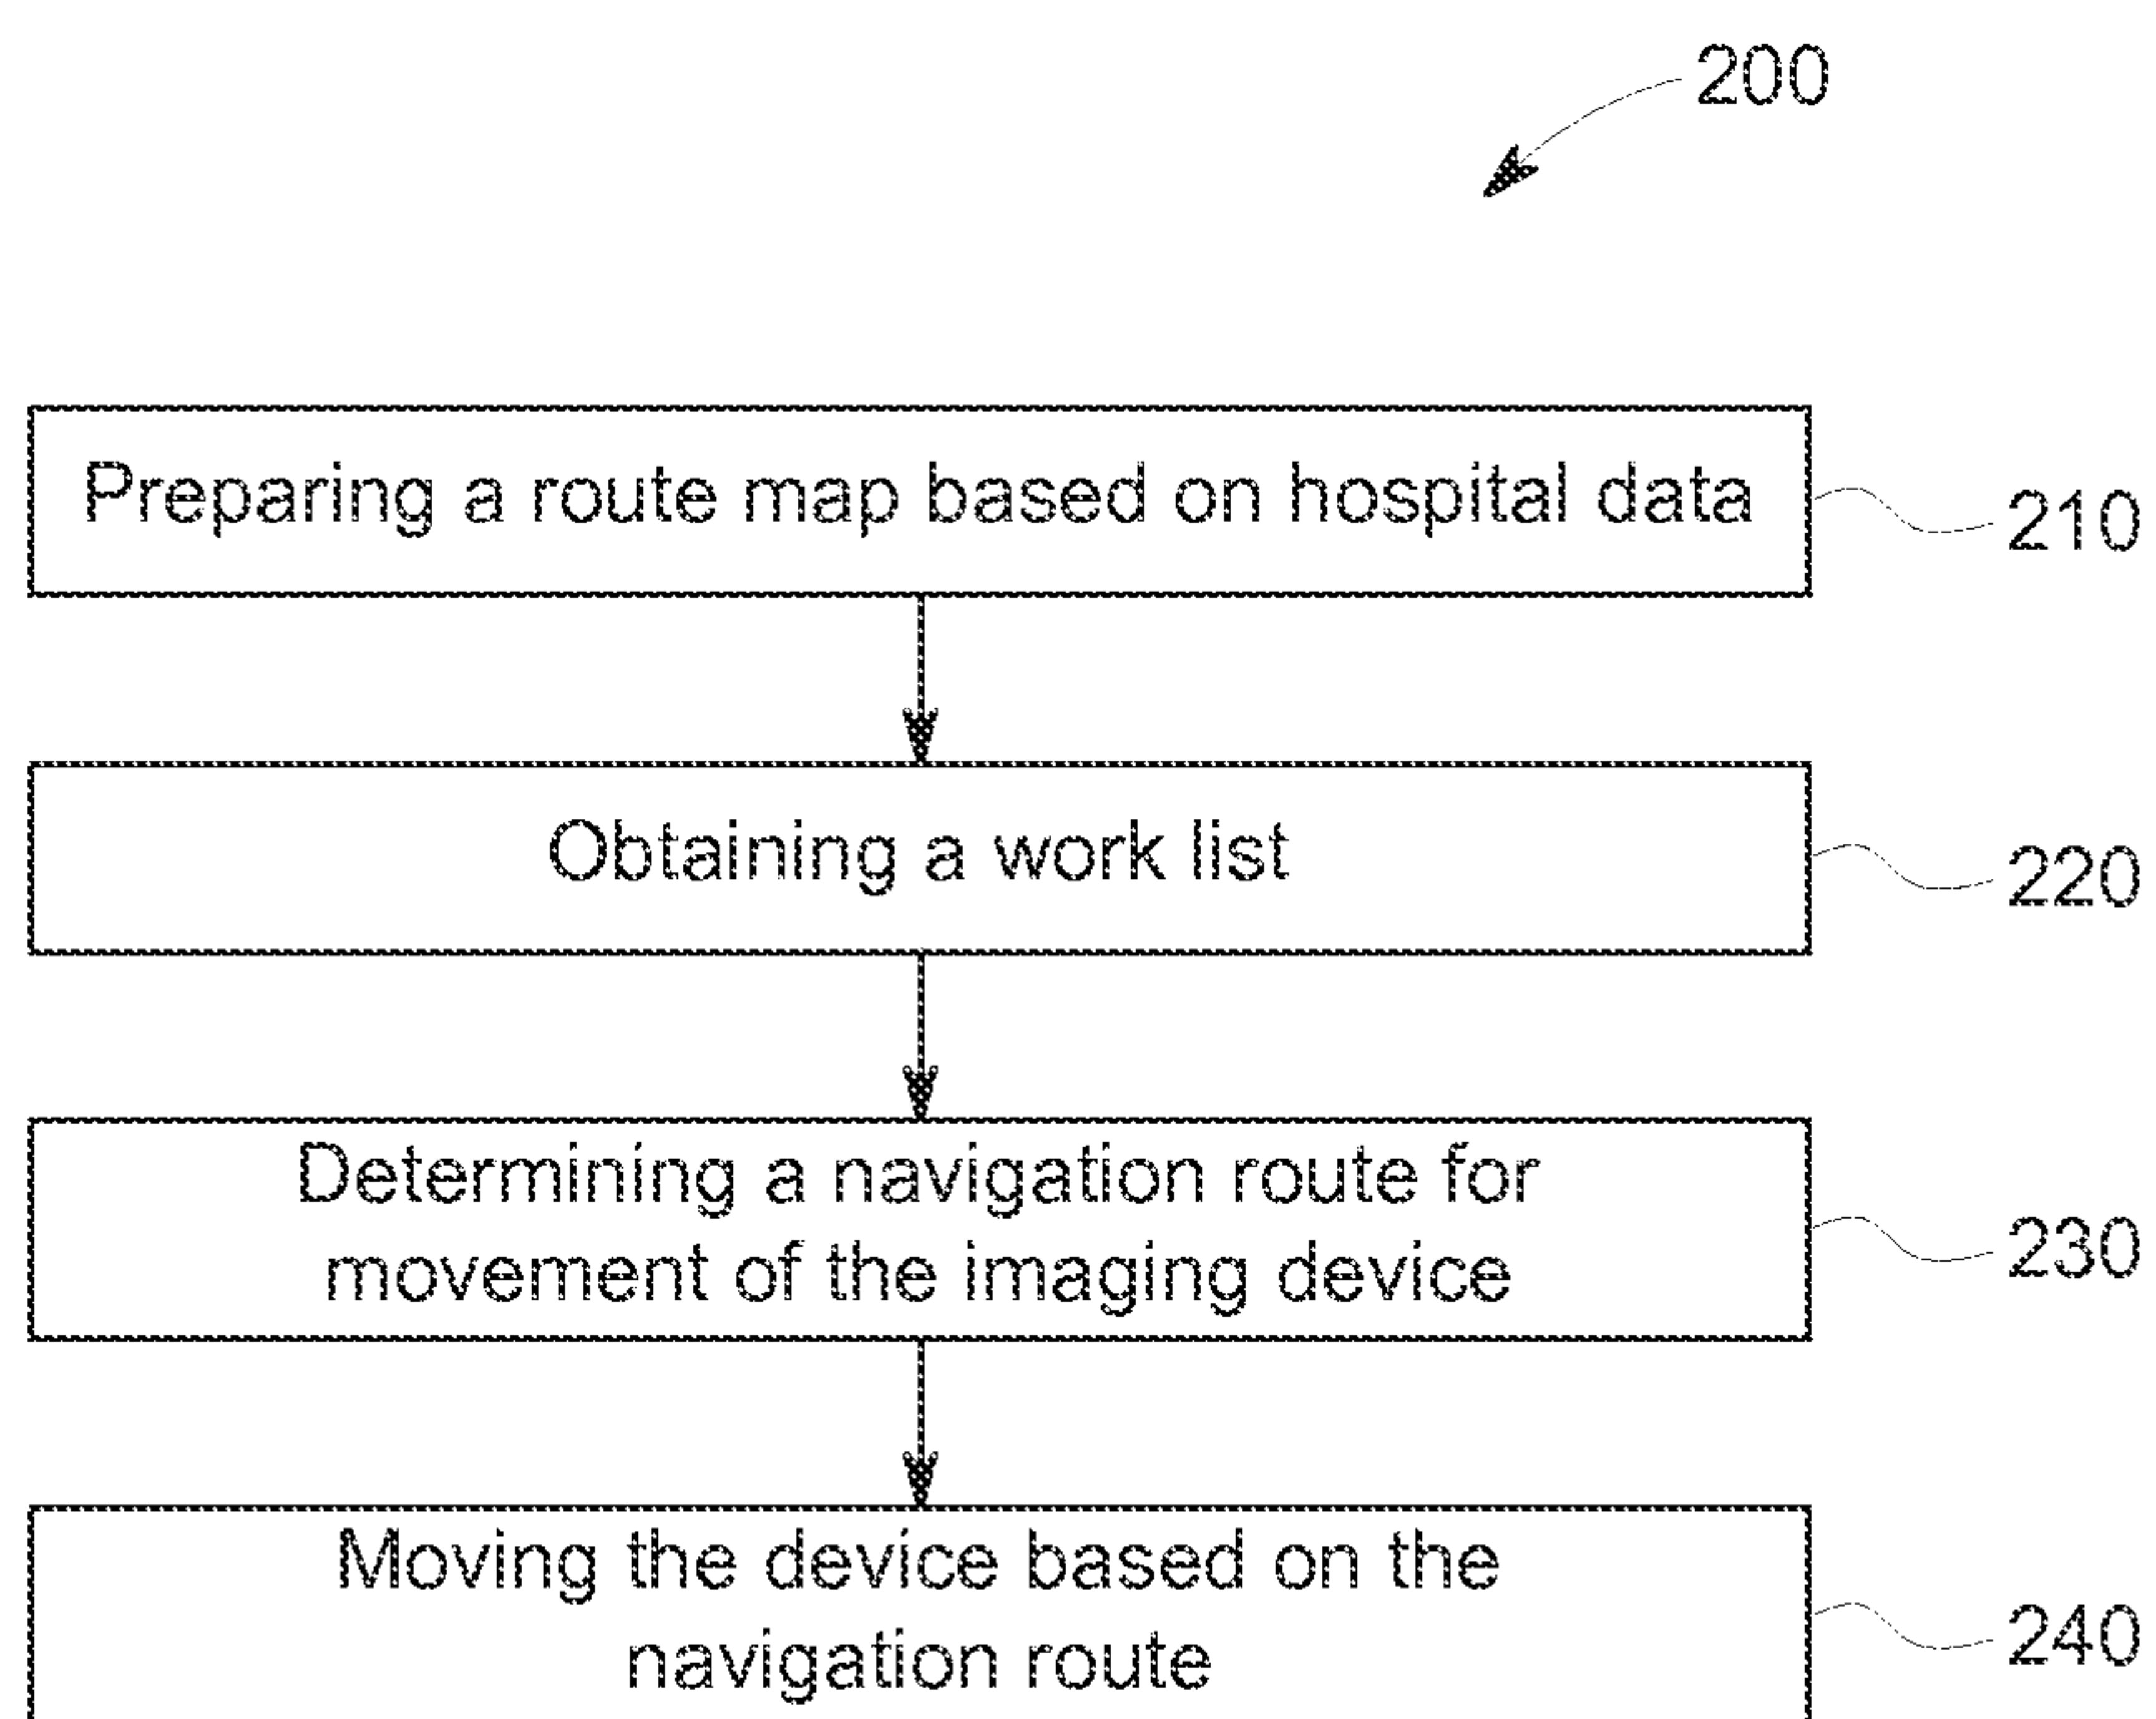 200
Preparing a route map based on hospital data
210
Obtaining a work list
220
Determining a navigation route for
movement of the imaging device
230
Moving the device based on the
navigation route
240